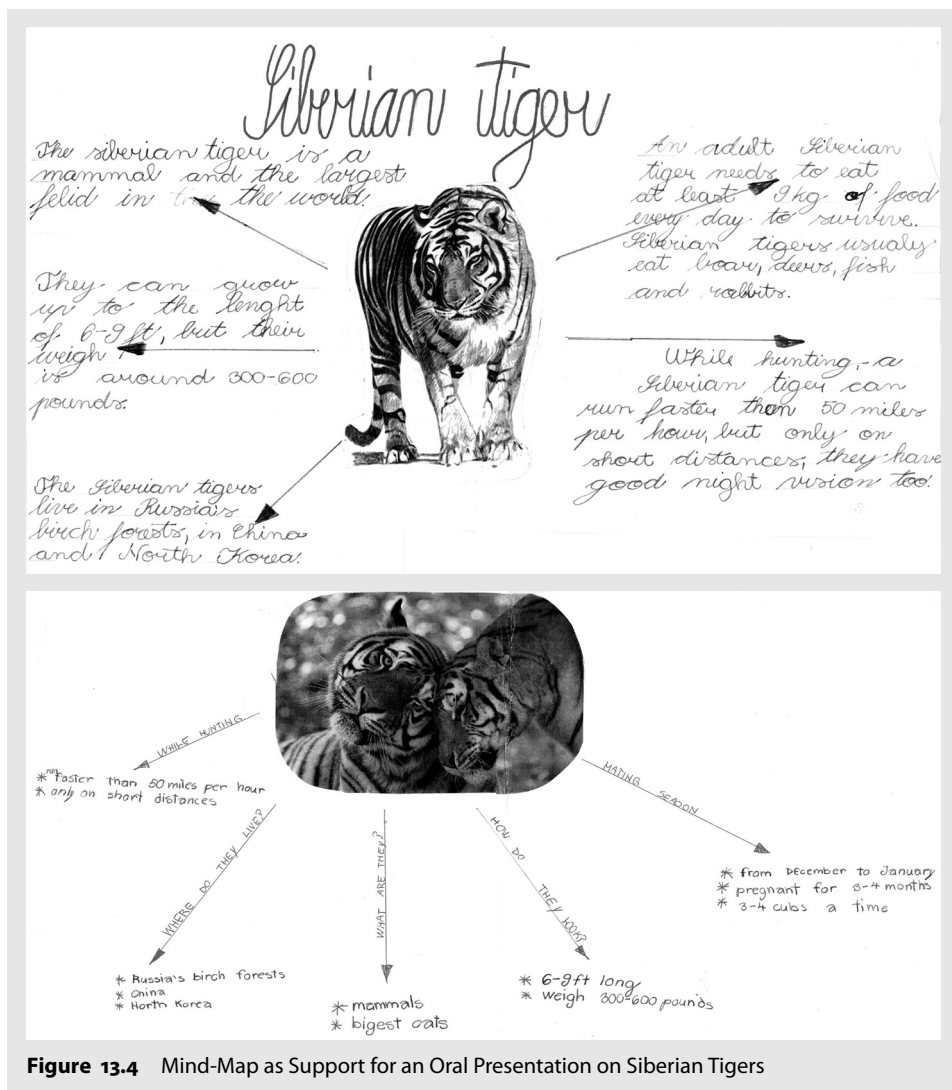 Siberian tiger
The siberian tiger is a
mammal and the largest
felid in the world.
They can grow
up to the lenght
of 6-9 ft, but their
weigh
is around 300-600
pounds.
The Siberian tigers
live in Russia's
birch forests, in China
and North Korea.
An adult Siberian
tiger needs to eat
at least 9 kg of food
every day to survive.
Siberian tigers usualy
eat boar, deers, fish
and rabbits.
While hunting, a
Siberian tiger can
run faster than 50 miles
per hour, but only on
short distances, they have
good night vision too.
WHILE HUNTING
* run faster than 50 miles per hour
* only on short distances
WHERE DO THEY LIVE?
* Russia's birch forests
* China
* North Korea
WHAT ARE THEY?
* mammals
* bigest cats
HOW DO THEY LOOK?
* 6-9ft long
* weigh 300-600 pounds
MATING SEASON
* from DEcember to January
* pregnant for 3-4 months
* 3-4 cubs a time
Figure 13.4 Mind-Map as Support for an Oral Presentation on Siberian Tigers